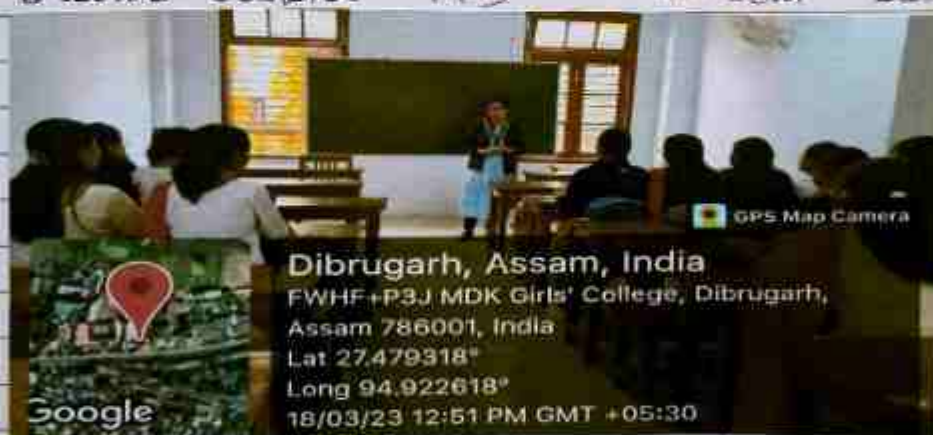 GPS Map Camera
Dibrugarh, Assam, India
FWHF+P3J MDK Girls' College, Dibrugarh,
Assam 786001, India
Lat 27.479318°
Long 94.922618°
18/03/23 12:51 PM GMT +05:30
Google